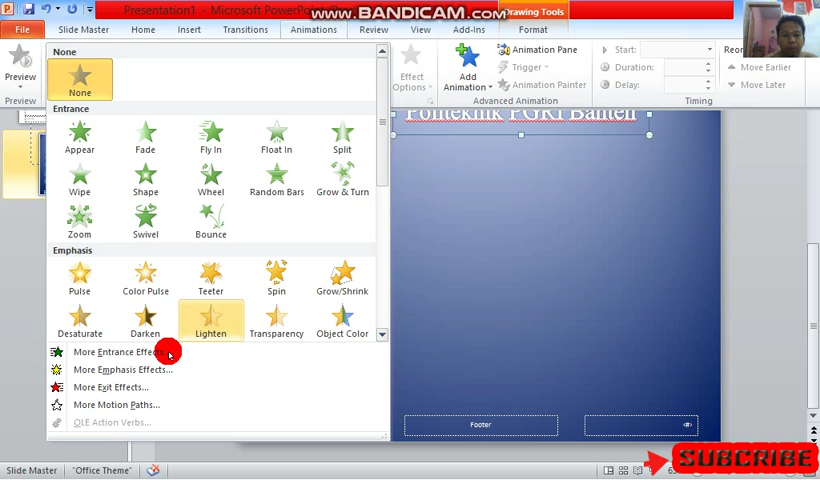 Presentation1 - Microsoft PowerPoint
www.BANDICAM.com
Drawing Tools
File
Slide Master
Home
Insert
Transitions
Animations
Review
View
Add-Ins
Format
Preview
Preview
None
None
Entrance
Appear
Fade
Fly In
Float In
Split
Wipe
Shape
Wheel
Random Bars
Grow & Turn
Zoom
Swivel
Bounce
Emphasis
Pulse
Color Pulse
Teeter
Spin
Grow/Shrink
Desaturate
Darken
Lighten
Transparency
Object Color
More Entrance Effects...
More Emphasis Effects...
More Exit Effects...
More Motion Paths...
OLE Action Verbs...
Effect
Options
Add
Animation
Animation Pane
Trigger
Animation Painter
Advanced Animation
Start:
Duration:
Delay:
Timing
Move Earlier
Move Later
PGRI Banten
Footer
‹#›
Slide Master
"Office Theme"
SUBCRIBE